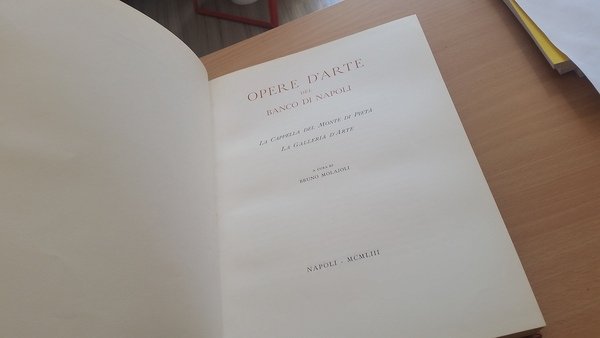 OPERE D'ARTE
DEL
BANCO DI NAPOLI
LA CAPPELLA DEL MONTE DI PIETÀ
LA GALLERIA D'ARTE
A CURA DI
BRUNO MOLAJOLI
NAPOLI - MCMLIII